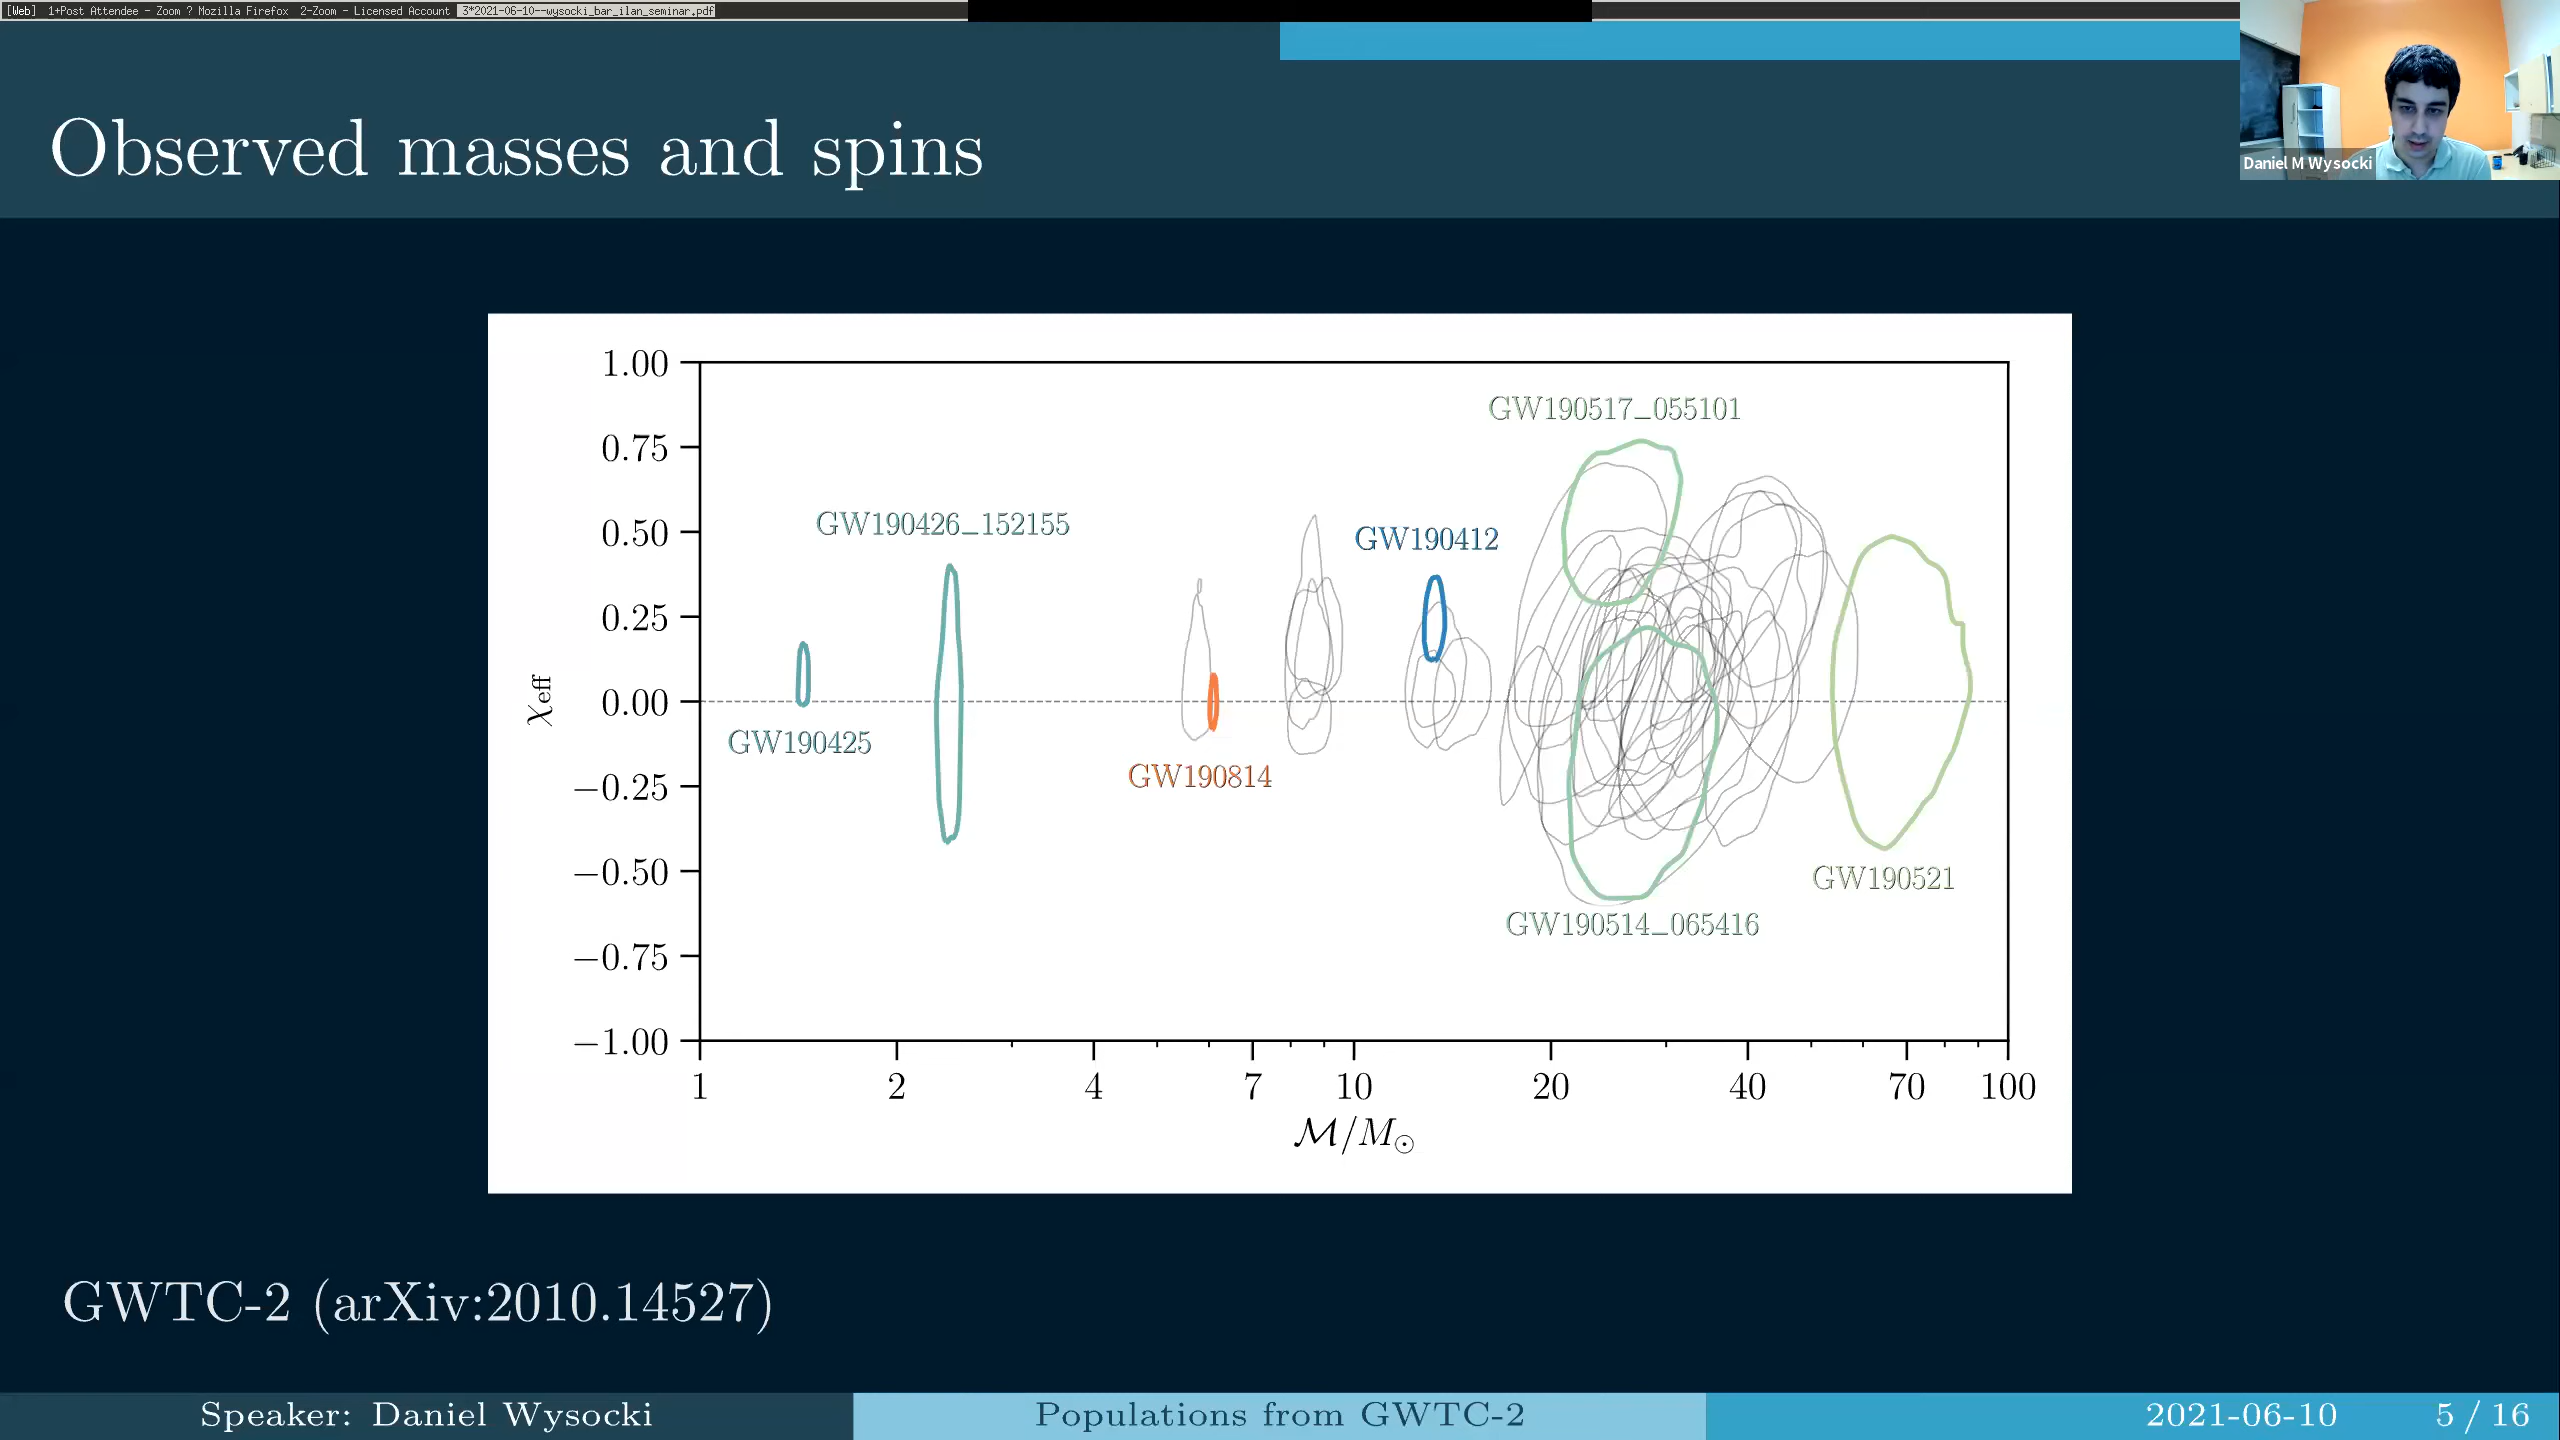 [Web] 1+Post Attendee - Zoom ? Mozilla Firefox 2-Zoom - Licensed Account 3*2021-06-10--wysocki_bar_ilan_seminar.pdf
Daniel M Wysocki
Observed masses and spins
1.00
0.75
0.50
0.25
0.00
−0.25
−0.50
−0.75
−1.00
χeff
GW190517_055101
GW190426_152155
GW190412
GW190425
GW190814
GW190521
GW190514_065416
1 2 4 7 10 20 40 70 100
ℳ/M⊙
GWTC-2 (arXiv:2010.14527)
Speaker: Daniel Wysocki Populations from GWTC-2 2021-06-10 5 / 16